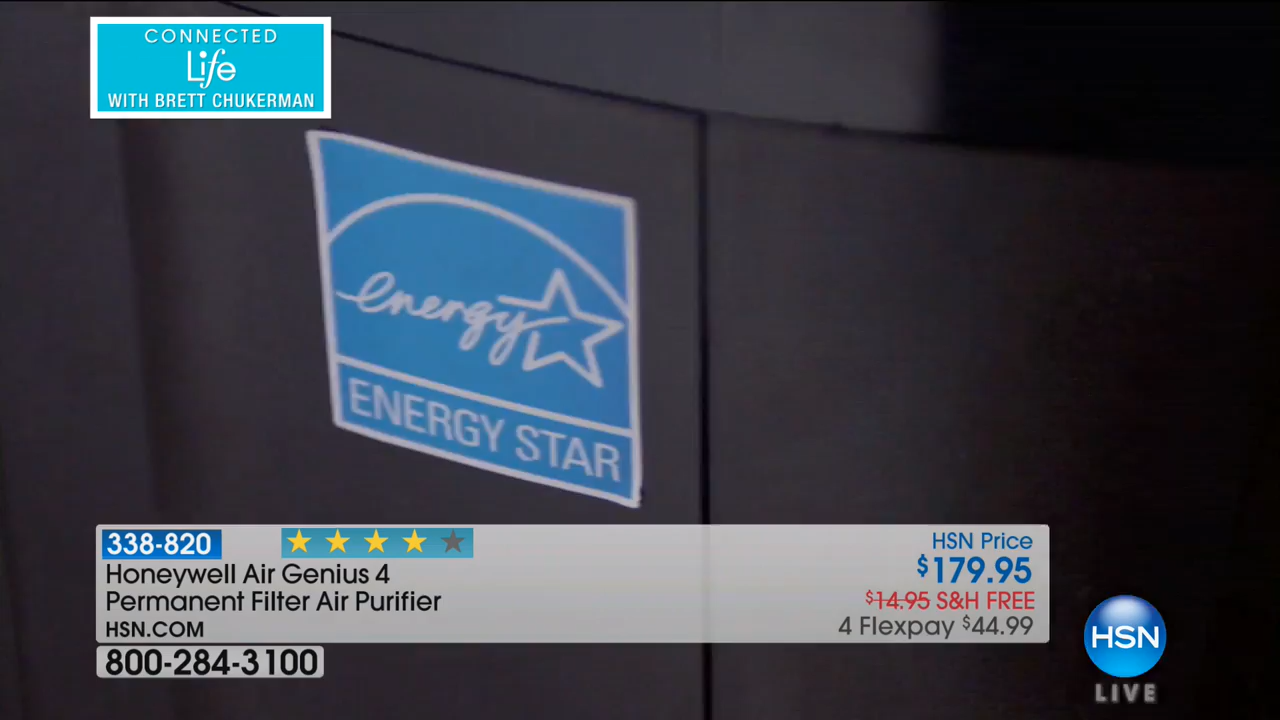 CONNECTED
Life
WITH BRETT CHUKERMAN
energy
ENERGY STAR
338-820
Honeywell Air Genius 4
Permanent Filter Air Purifier
HSN.COM
800-284-3100
HSN Price
$179.95
$14.95 S&H FREE
4 Flexpay $44.99
HSN
LIVE